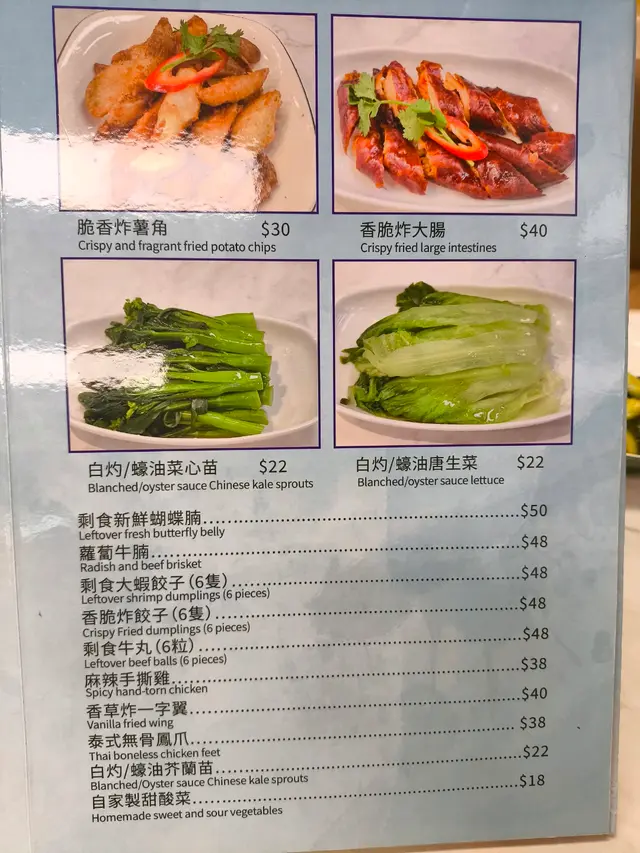 脆香炸薯角 $30
Crispy and fragrant fried potato chips
香脆炸大腸 $40
Crispy fried large intestines
白灼/蠔油菜心苗 $22
Blanched/oyster sauce Chinese kale sprouts
白灼/蠔油唐生菜 $22
Blanched/oyster sauce lettuce
剩食新鮮蝴蝶腩 $50
Leftover fresh butterfly belly
蘿蔔牛腩 $48
Radish and beef brisket
剩食大蝦餃子(6隻) $48
Leftover shrimp dumplings (6 pieces)
香脆炸餃子(6隻) $48
Crispy Fried dumplings (6 pieces)
剩食牛丸(6粒) $48
Leftover beef balls (6 pieces)
麻辣手撕雞 $38
Spicy hand-torn chicken
香草炸一字翼 $40
Vanilla fried wing
泰式無骨鳳爪 $38
Thai boneless chicken feet
白灼/蠔油芥蘭苗 $22
Blanched/Oyster sauce Chinese kale sprouts
自家製甜酸菜 $18
Homemade sweet and sour vegetables